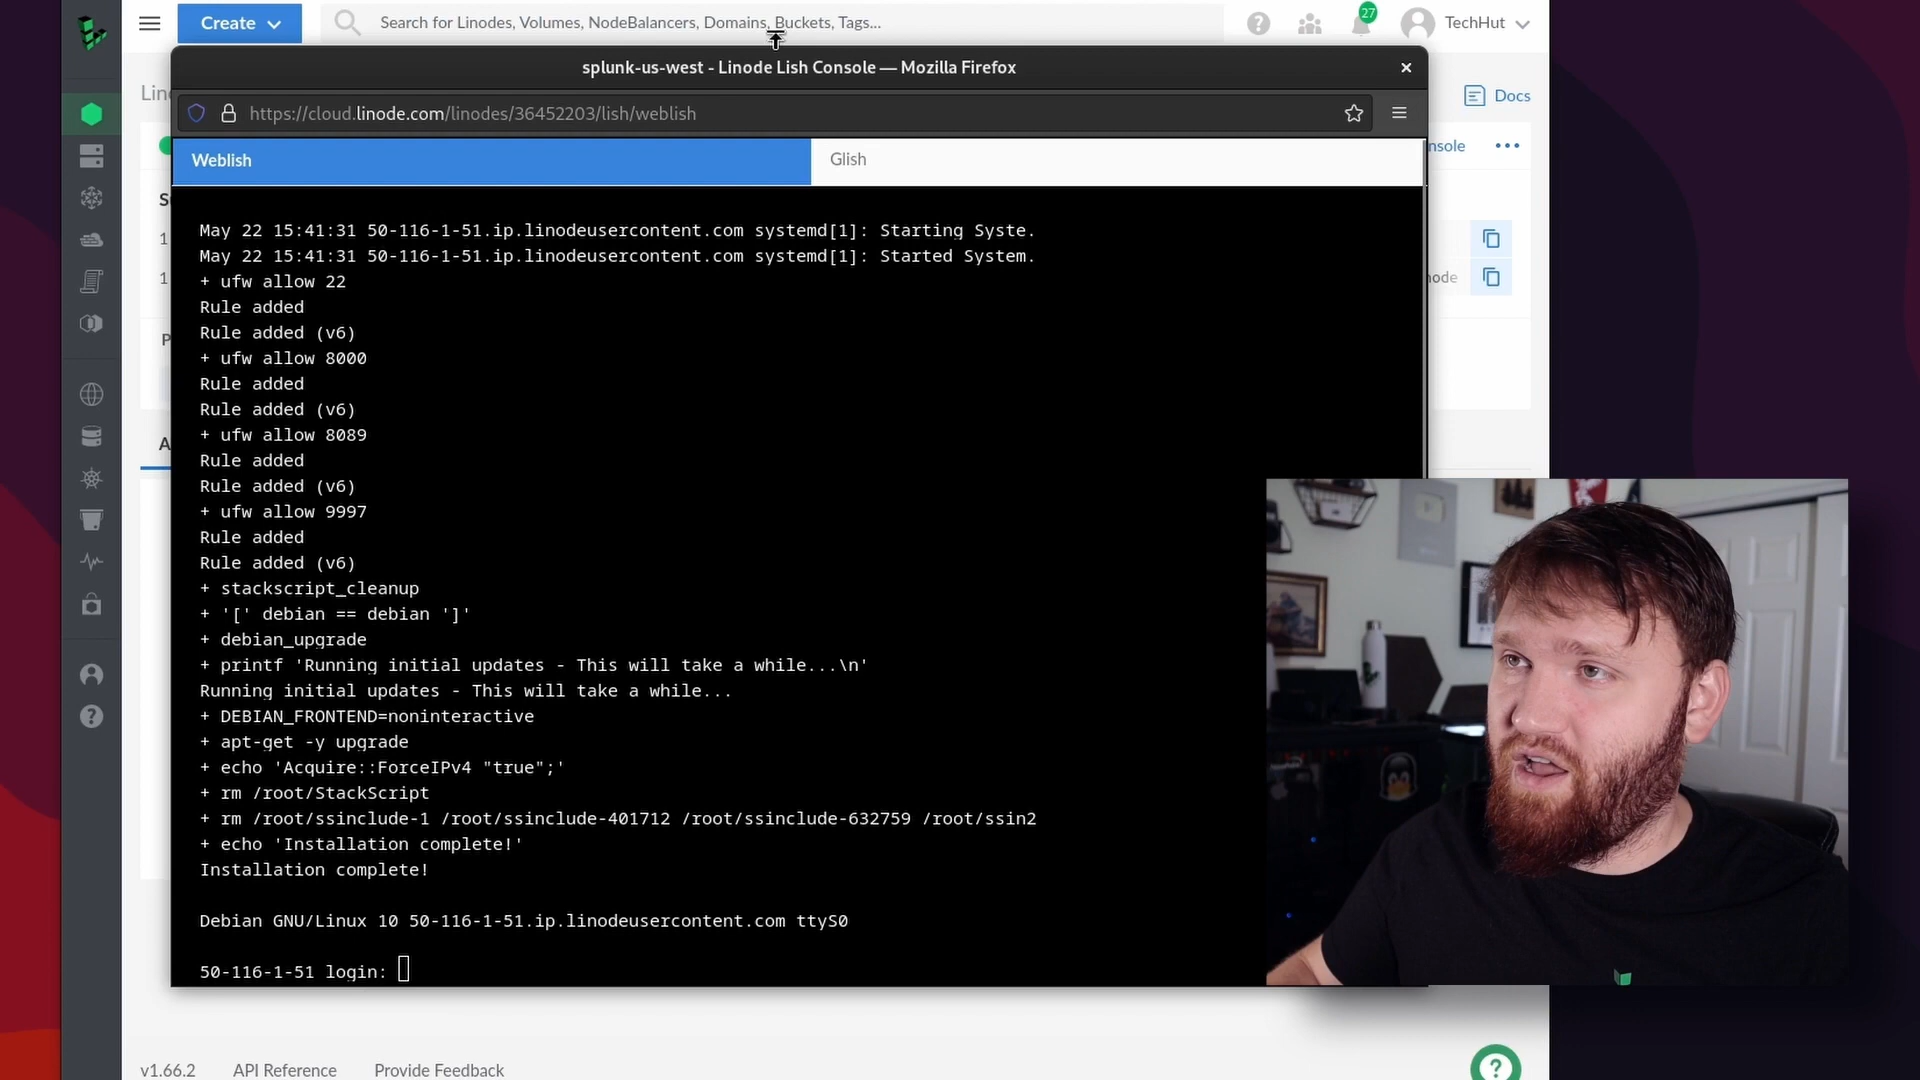 Create
Search for Linodes, Volumes, NodeBalancers, Domains, Buckets, Tags...
27
TechHut
splunk-us-west - Linode Lish Console — Mozilla Firefox
Lin
Docs
https://cloud.linode.com/linodes/36452203/lish/weblish
Weblish
Glish
nsole
May 22 15:41:31 50-116-1-51.ip.linodeusercontent.com systemd[1]: Starting Syste.
May 22 15:41:31 50-116-1-51.ip.linodeusercontent.com systemd[1]: Started System.
+ ufw allow 22
Rule added
Rule added (v6)
+ ufw allow 8000
Rule added
Rule added (v6)
+ ufw allow 8089
Rule added
Rule added (v6)
+ ufw allow 9997
Rule added
Rule added (v6)
+ stackscript_cleanup
+ '[' debian == debian ']'
+ debian_upgrade
+ printf 'Running initial updates - This will take a while...\n'
Running initial updates - This will take a while...
+ DEBIAN_FRONTEND=noninteractive
+ apt-get -y upgrade
+ echo 'Acquire::ForceIPv4 "true";'
+ rm /root/StackScript
+ rm /root/ssinclude-1 /root/ssinclude-401712 /root/ssinclude-632759 /root/ssin2
+ echo 'Installation complete!'
Installation complete!
Debian GNU/Linux 10 50-116-1-51.ip.linodeusercontent.com ttyS0
50-116-1-51 login:
v1.66.2
API Reference
Provide Feedback